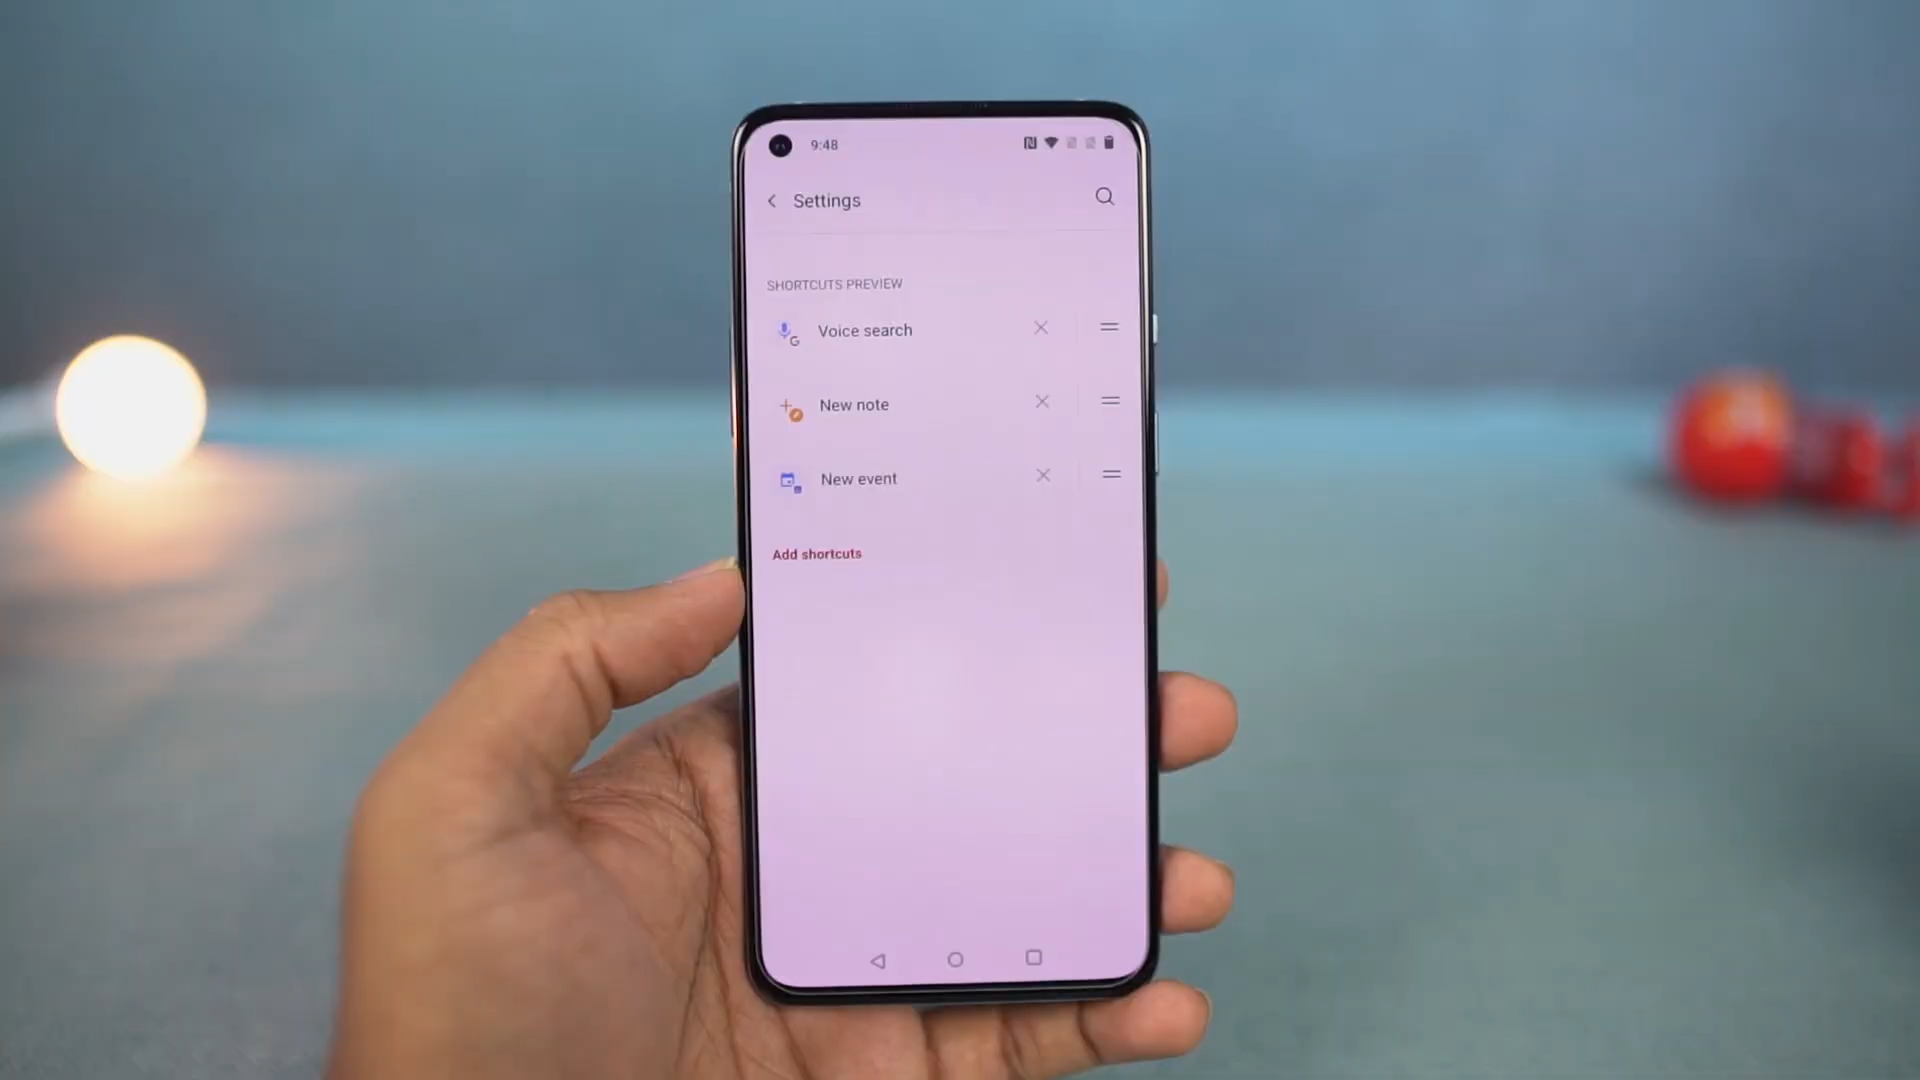 9:48
Settings
SHORTCUTS PREVIEW
Voice search
New note
New event
Add shortcuts